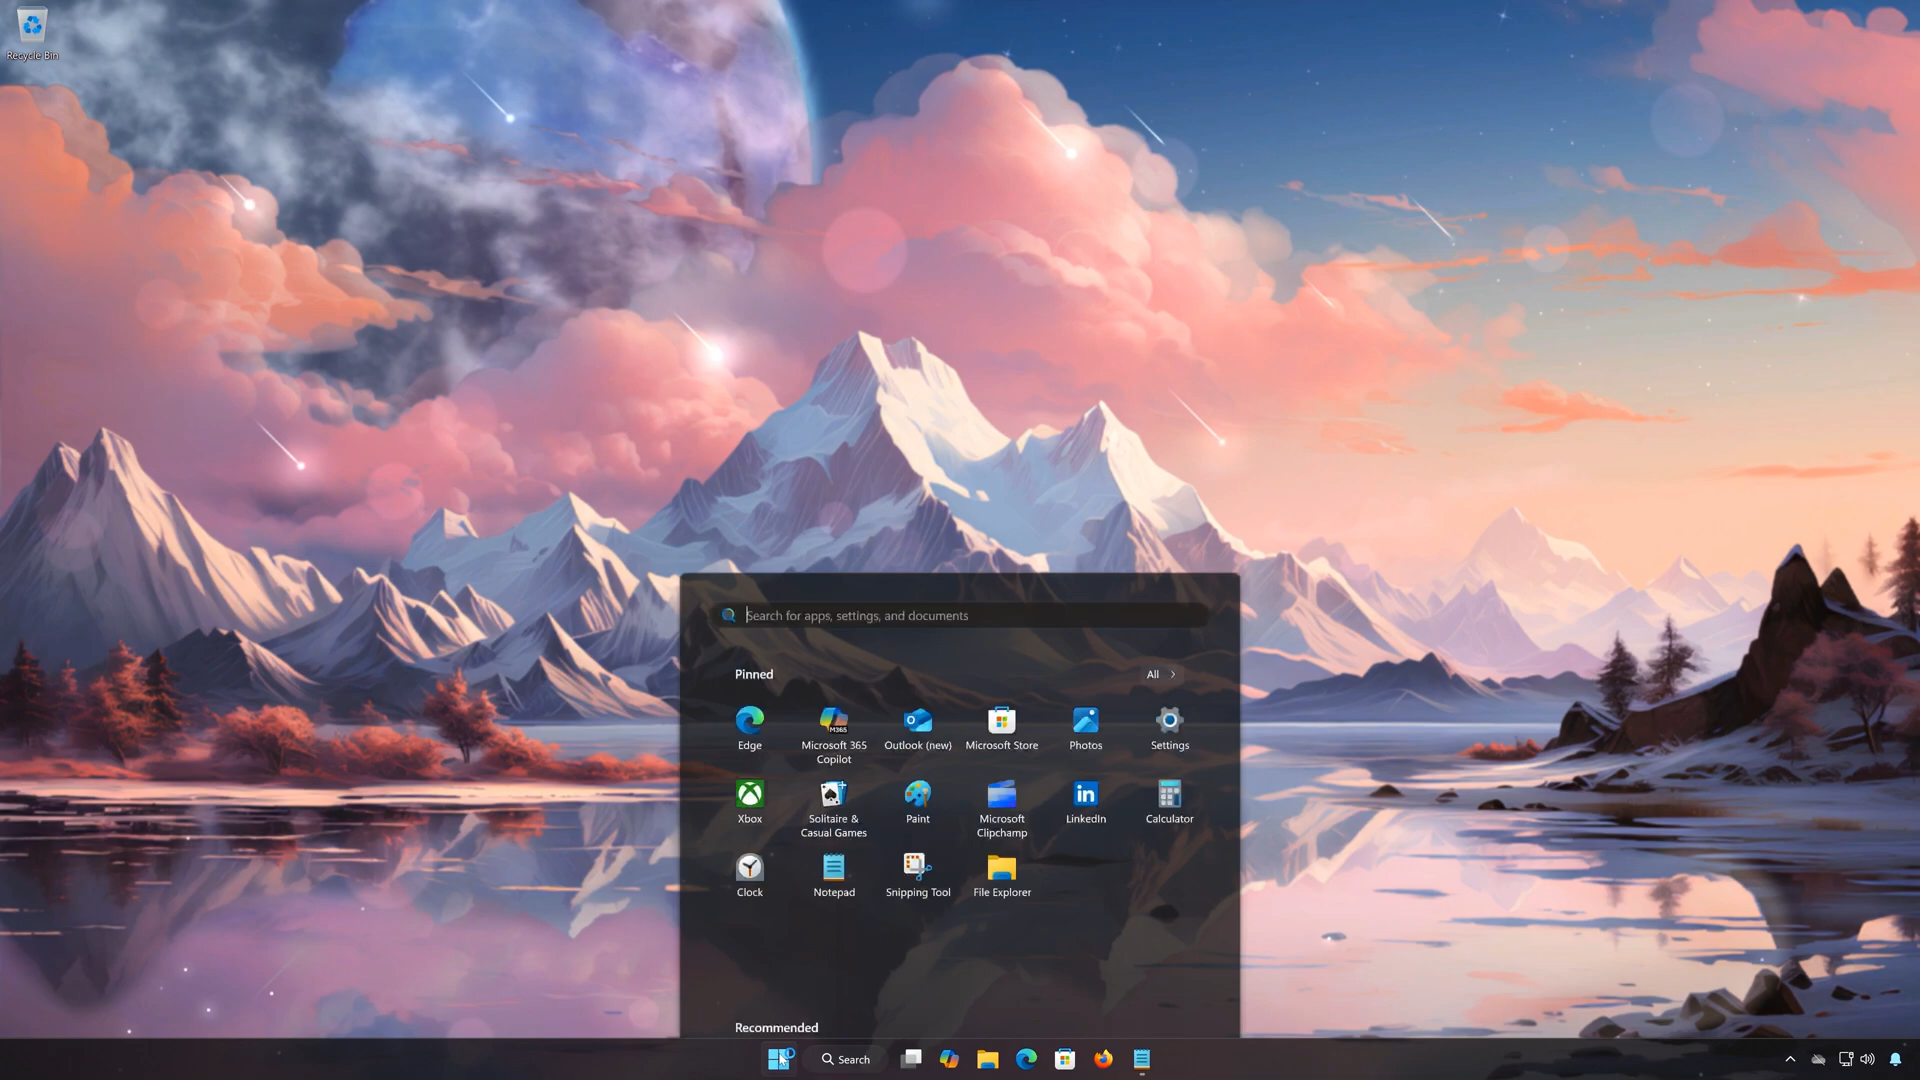 Recycle Bin
Search for apps, settings, and documents
Pinned
All
Edge
Microsoft 365
Copilot
M365
Outlook (new)
Microsoft Store
Photos
Settings
Xbox
Solitaire &
Casual Games
Paint
Microsoft
Clipchamp
LinkedIn
Calculator
Clock
Notepad
Snipping Tool
File Explorer
Recommended
Search